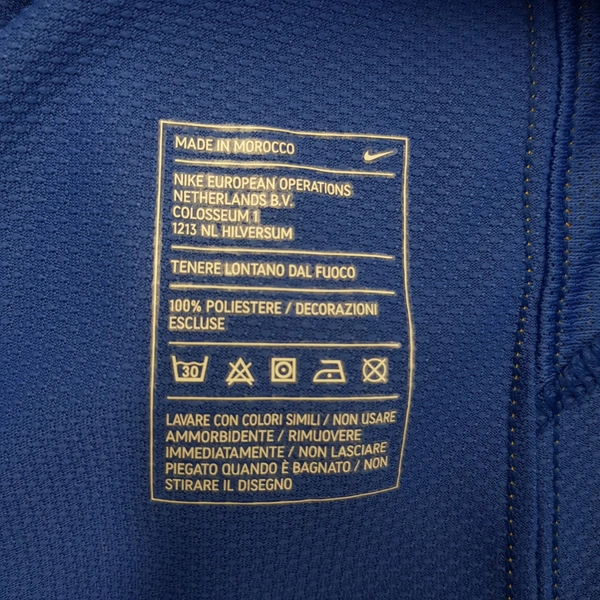 MADE IN MOROCCO
NIKE EUROPEAN OPERATIONS
NETHERLANDS B.V.
COLOSSEUM 1
1213 NL HILVERSUM
TENERE LONTANO DAL FUOCO
100% POLIESTERE / DECORAZIONI
ESCLUSE
30
LAVARE CON COLORI SIMILI / NON USARE
AMMORBIDENTE / RIMUOVERE
IMMEDIATAMENTE / NON LASCIARE
PIEGATO QUANDO È BAGNATO / NON
STIRARE IL DISEGNO